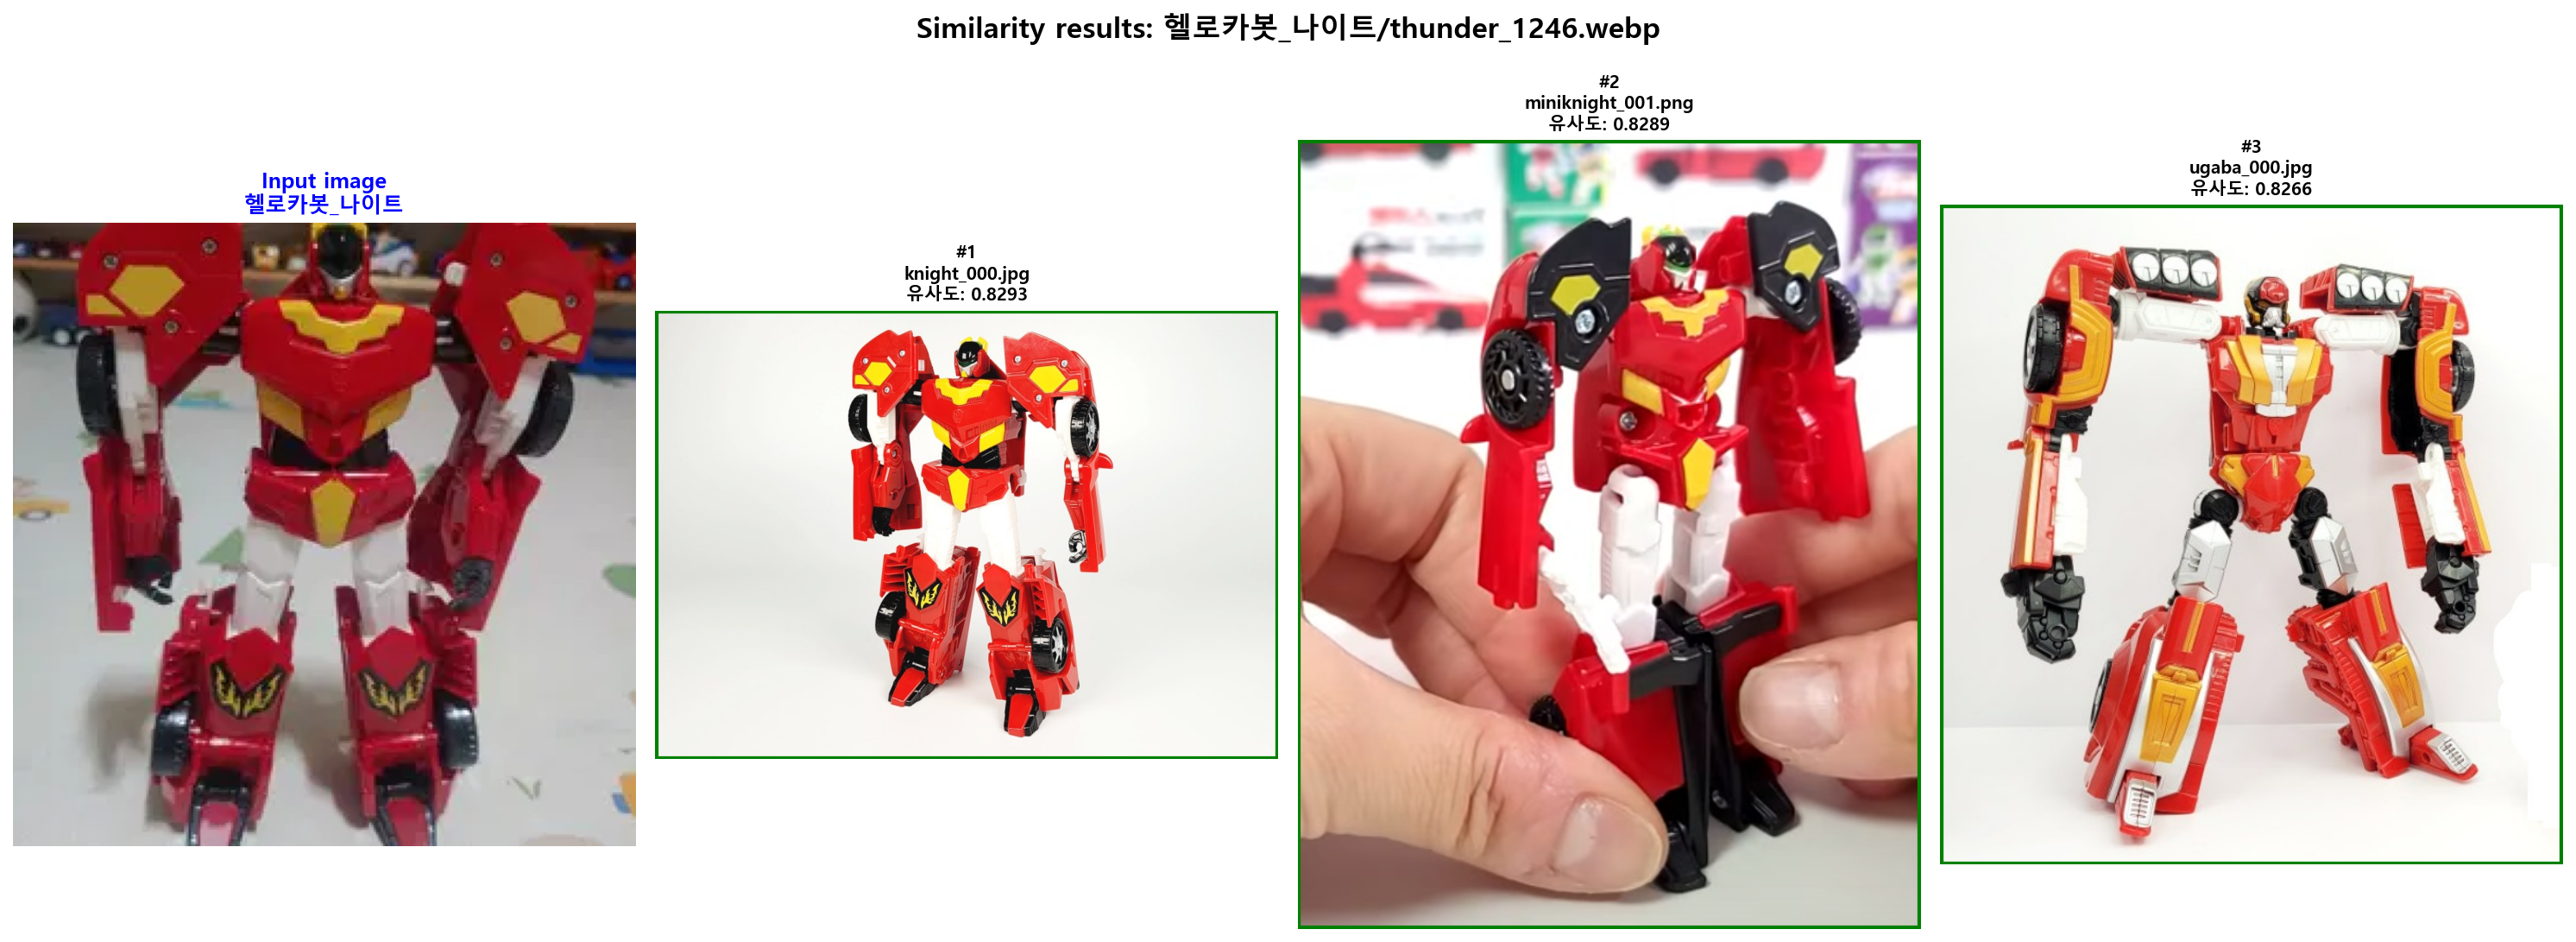 Similarity results: 헬로카봇_나이트/thunder_1246.webp
Input image
헬로카봇_나이트
#1
knight_000.jpg
유사도: 0.8293
#2
miniknight_001.png
유사도: 0.8289
#3
ugaba_000.jpg
유사도: 0.8266